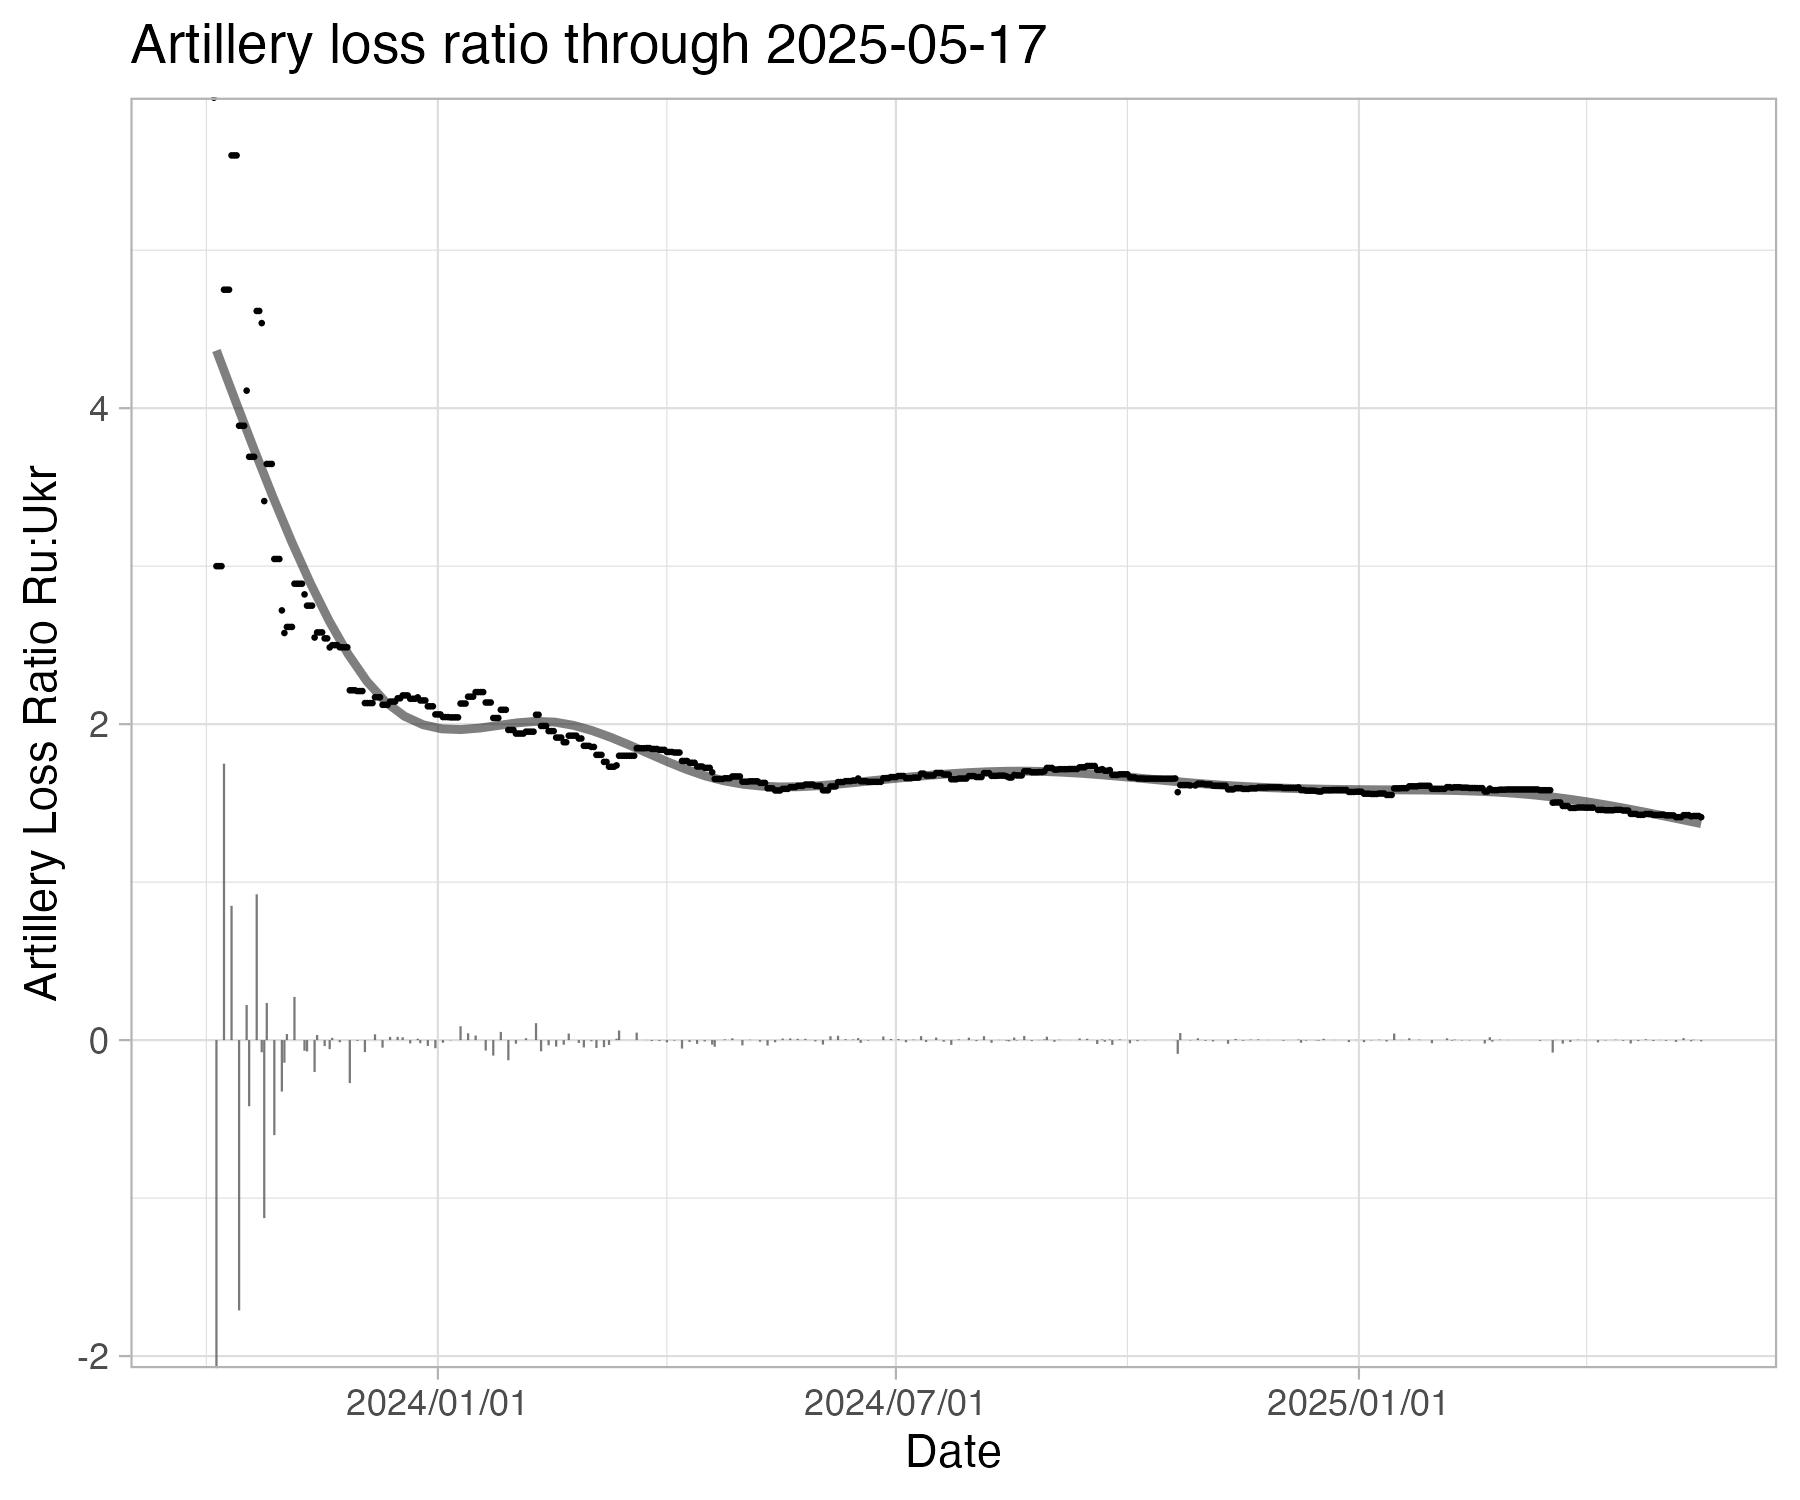 Artillery loss ratio through 2025-05-17
Artillery Loss Ratio Ru:Ukr
4
2
0
-2
2024/01/01
2024/07/01
2025/01/01
Date